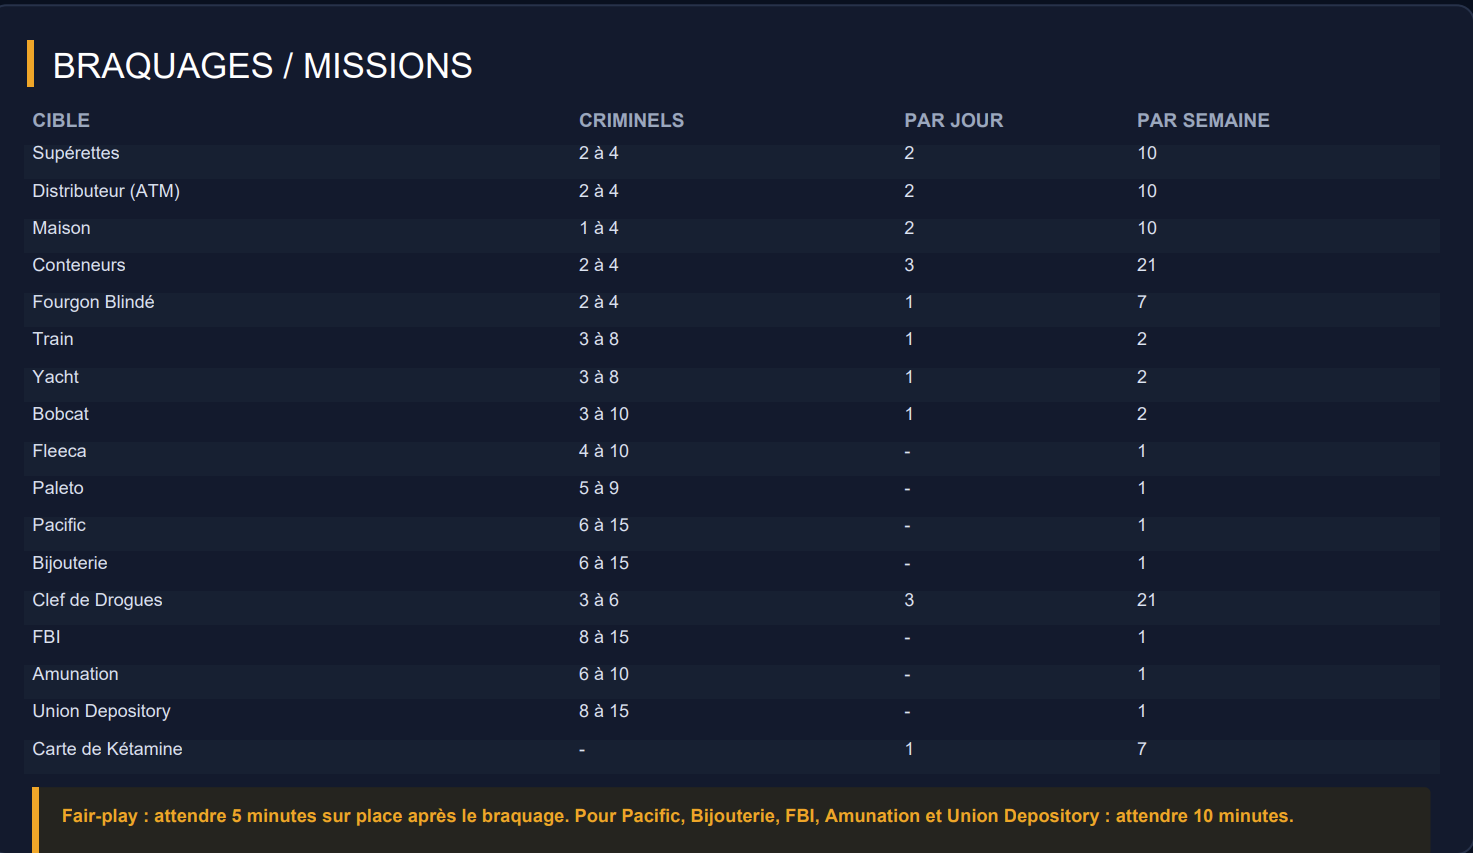 BRAQUAGES / MISSIONS
CIBLE CRIMINELS PAR JOUR PAR SEMAINE
Supérettes 2 à 4 2 10
Distributeur (ATM) 2 à 4 2 10
Maison 1 à 4 2 10
Conteneurs 2 à 4 3 21
Fourgon Blindé 2 à 4 1 7
Train 3 à 8 1 2
Yacht 3 à 8 1 2
Bobcat 3 à 10 1 2
Fleeca 4 à 10 - 1
Paleto 5 à 9 - 1
Pacific 6 à 15 - 1
Bijouterie 6 à 15 - 1
Clef de Drogues 3 à 6 3 21
FBI 8 à 15 - 1
Amunation 6 à 10 - 1
Union Depository 8 à 15 - 1
Carte de Kétamine - 1 7
Fair-play : attendre 5 minutes sur place après le braquage. Pour Pacific, Bijouterie, FBI, Amunation et Union Depository : attendre 10 minutes.